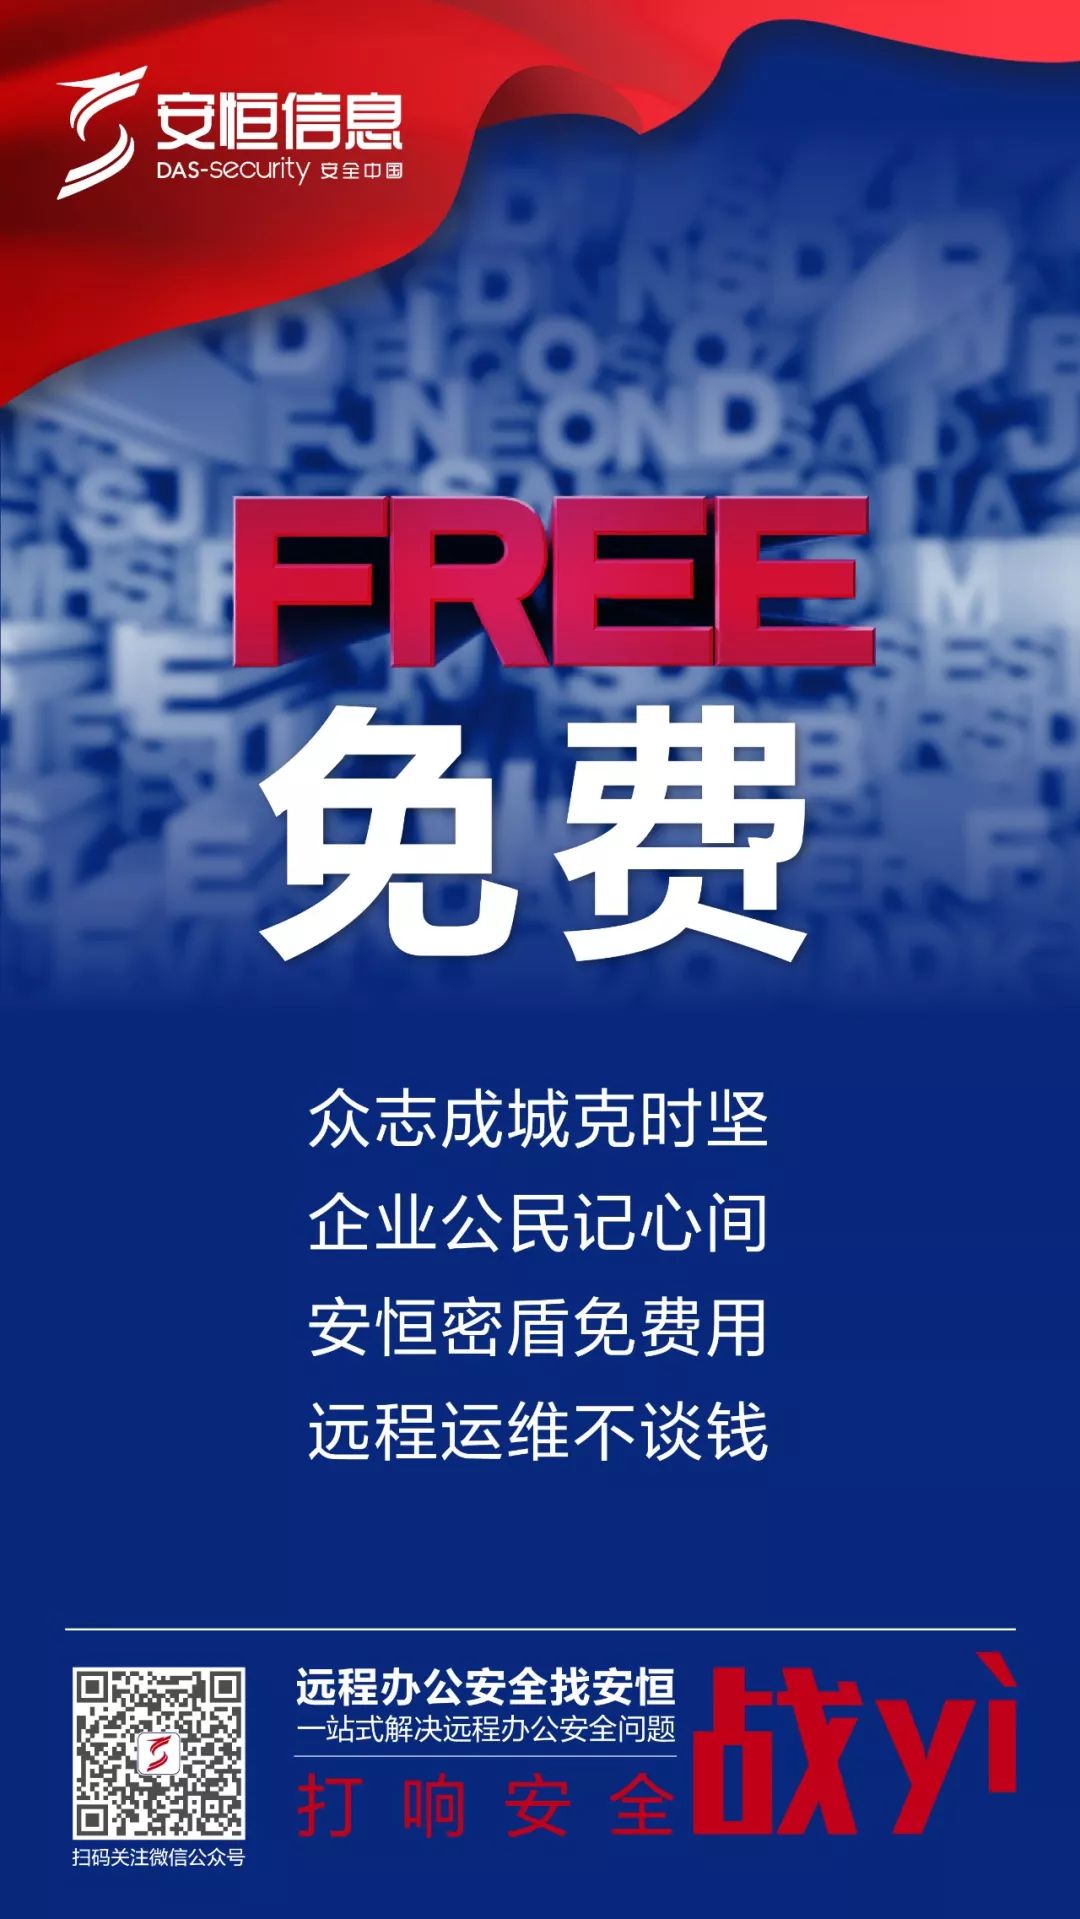 安恒信息
DAS-security 安全中国
FREE
免费
众志成城克时坚
企业公民记心间
安恒密盾免费用
远程运维不谈钱
远程办公安全找安恒
一站式解决远程办公安全问题
打响安全战yì
扫码关注微信公众号